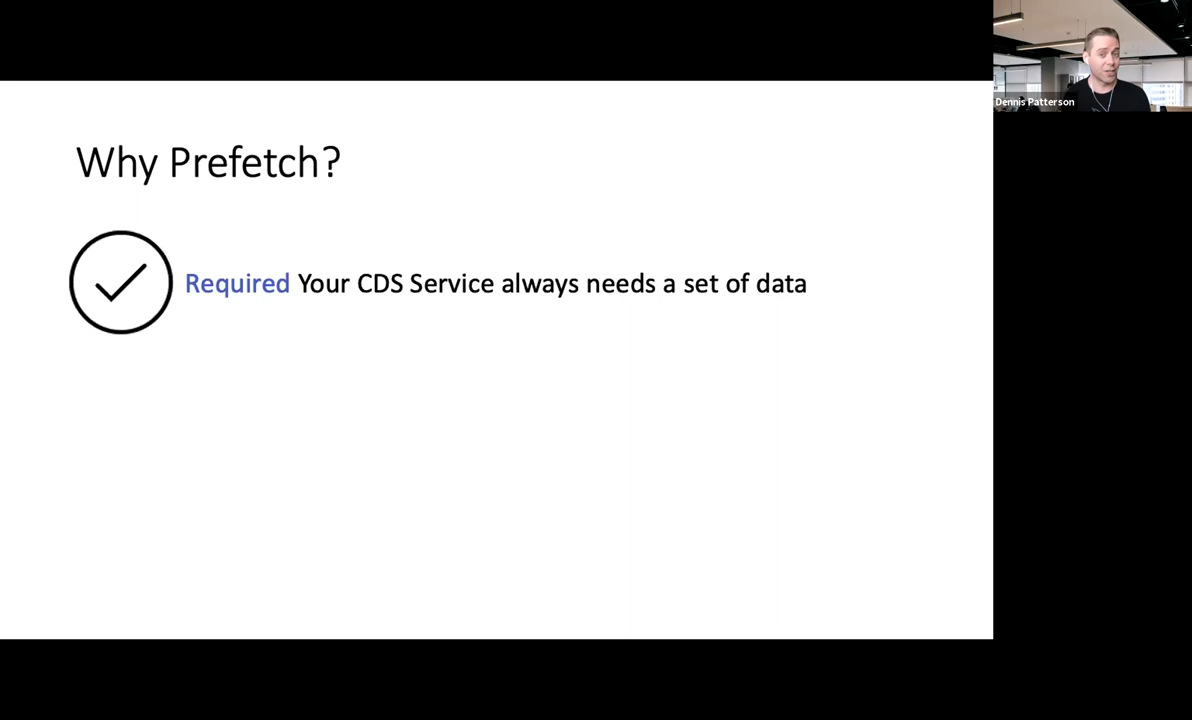 Dennis Patterson
Why Prefetch?
Required Your CDS Service always needs a set of data